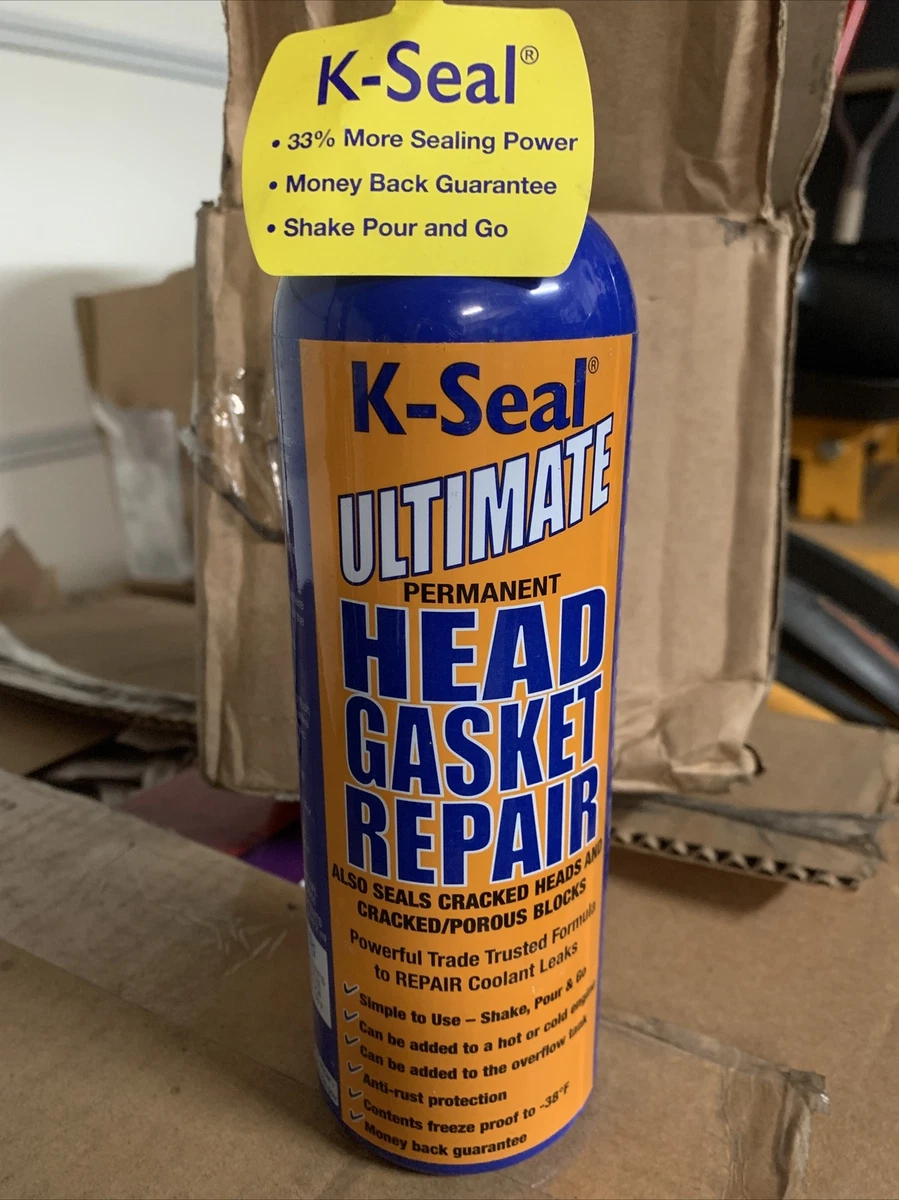 K-Seal®
• 33% More Sealing Power
• Money Back Guarantee
• Shake Pour and Go
K-Seal®
ULTIMATE
PERMANENT
HEAD
GASKET
REPAIR
ALSO SEALS CRACKED HEADS AND
CRACKED/POROUS BLOCKS
Powerful Trade Trusted Formula
to REPAIR Coolant Leaks
✓ Simple to Use – Shake, Pour & Go
✓ Can be added to a hot or cold engine
✓ Can be added to the overflow tank
✓ Anti-rust protection
✓ Contents freeze proof to -38°F
✓ Money back guarantee